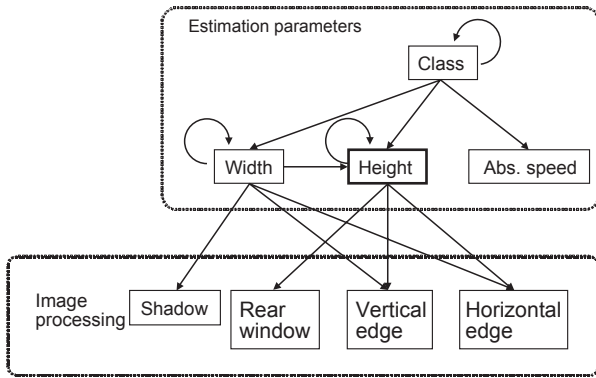 Estimation parameters
Class
Width
Height
Abs. speed
Image
processing
Shadow
Rear
window
Vertical
edge
Horizontal
edge